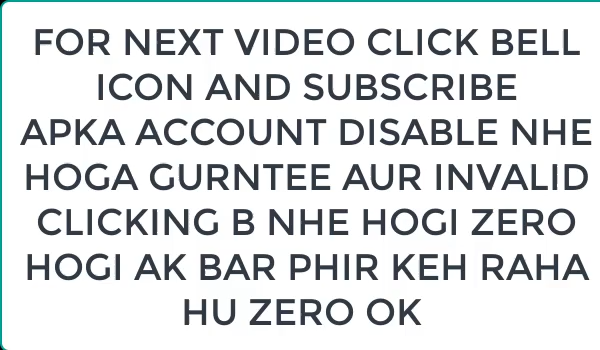 FOR NEXT VIDEO CLICK BELL
ICON AND SUBSCRIBE
APKA ACCOUNT DISABLE NHE
HOGA GURNTEE AUR INVALID
CLICKING B NHE HOGI ZERO
HOGI AK BAR PHIR KEH RAHA
HU ZERO OK